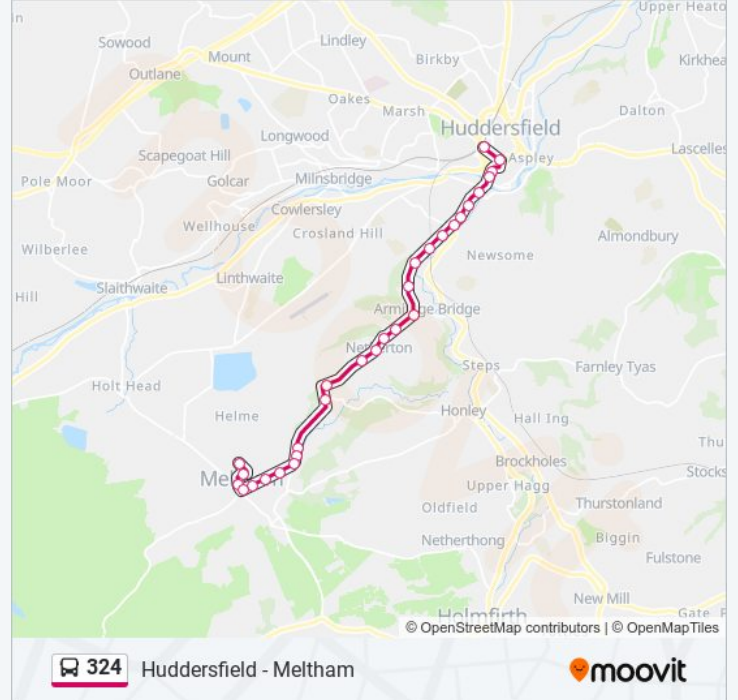 in
Upper Heato
Sowood
Lindley
Mount
Birkby
Kirkhea
Outlane
Oakes
Marsh
Dalton
Huddersfield
Longwood
Lascelles
Scapegoat Hill
Aspley
Pole Moor
Golcar
Milnsbridge
Cowlersley
Wellhouse
Crosland Hill
Almondbury
Wilberlee
Newsome
Linthwaite
Slaithwaite
Hill
Armitage Bridge
Netherton
Steps
Farnley Tyas
Holt Head
Helme
Honley
Hall Ing
Thu
Brockholes
Stocks
Meltham
Upper Hagg
Thurstonland
Oldfield
Netherthong
Biggin
Fulstone
New Mill
Holmfirth
Gate F
© OpenStreetMap contributors | © OpenMapTiles
324 Huddersfield - Meltham
moovit